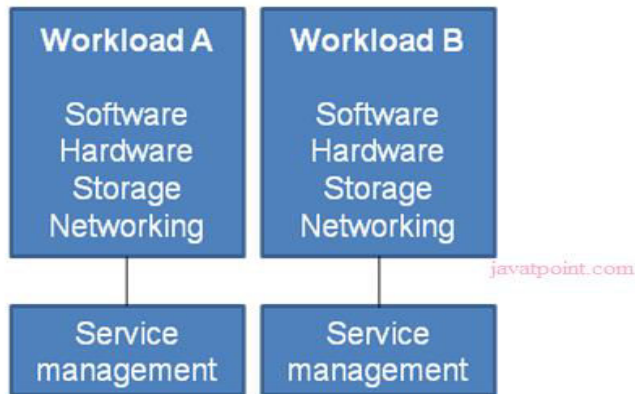 Workload A
Software
Hardware
Storage
Networking
Service
management
Workload B
Software
Hardware
Storage
Networking
Service
management
javatpoint.com